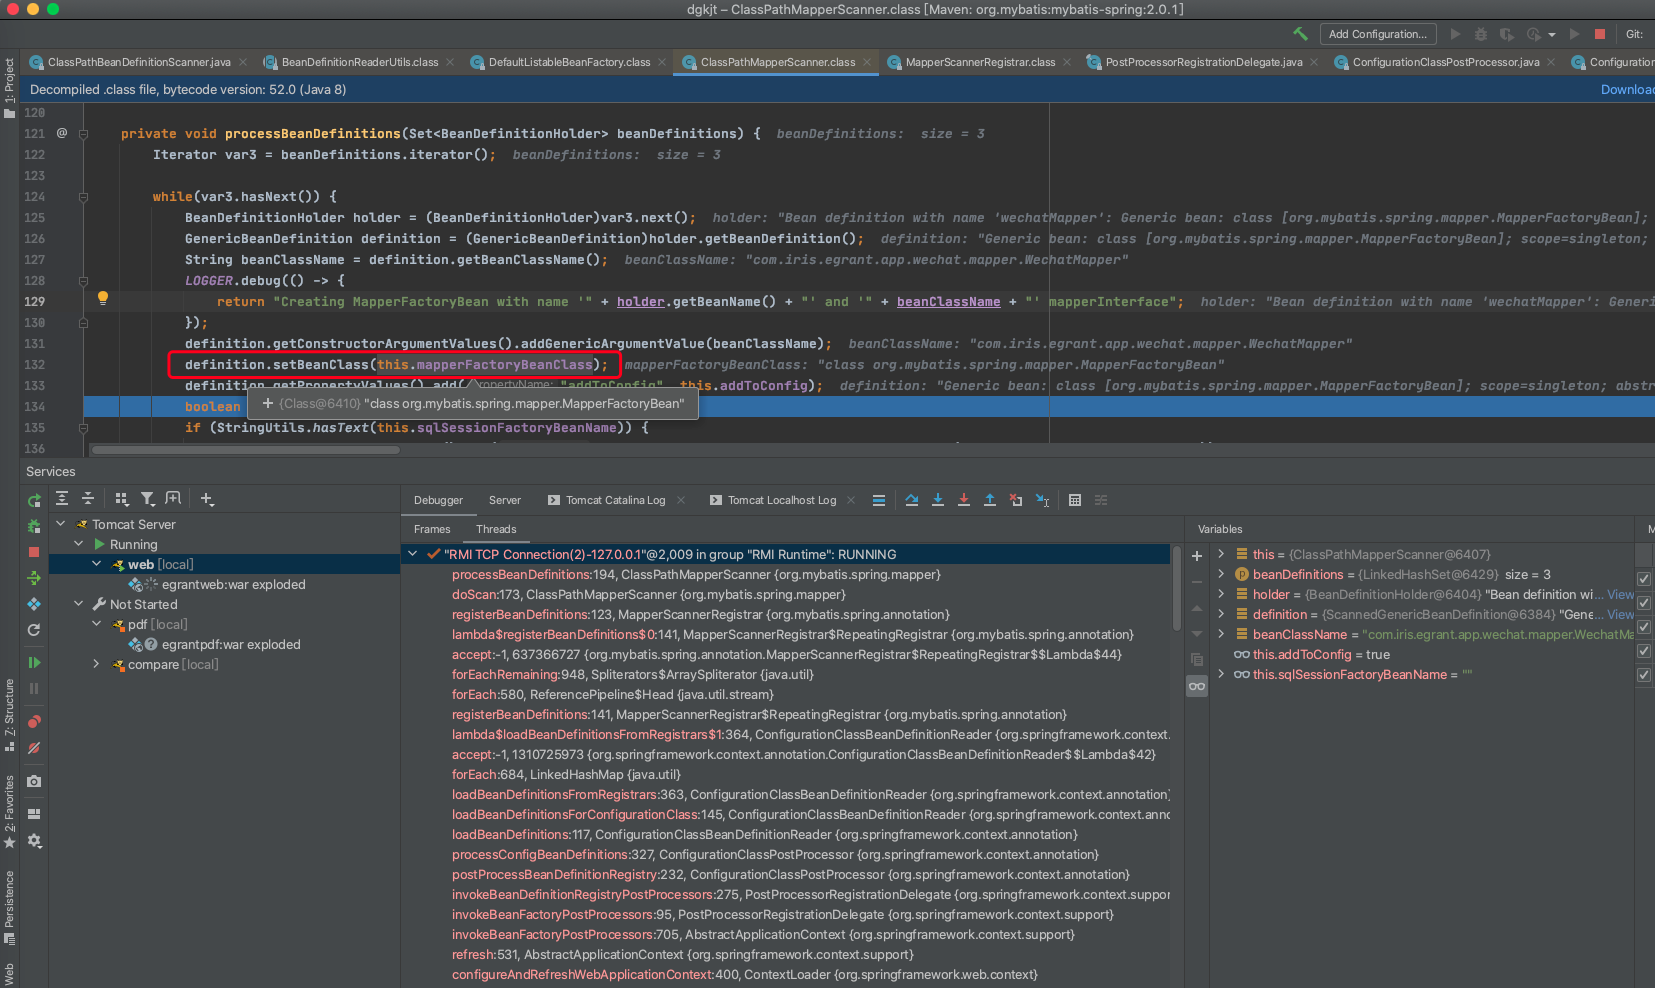 dgkjt – ClassPathMapperScanner.class [Maven: org.mybatis:mybatis-spring:2.0.1]
Add Configuration...
Git:
ClassPathBeanDefinitionScanner.java
BeanDefinitionReaderUtils.class
DefaultListableBeanFactory.class
ClassPathMapperScanner.class
MapperScannerRegistrar.class
PostProcessorRegistrationDelegate.java
ConfigurationClassPostProcessor.java
Configuration
1: Project
Decompiled .class file, bytecode version: 52.0 (Java 8)
Download
120
121 @ private void processBeanDefinitions(Set<BeanDefinitionHolder> beanDefinitions) { beanDefinitions: size = 3
122 Iterator var3 = beanDefinitions.iterator(); beanDefinitions: size = 3
123
124 while(var3.hasNext()) {
125 BeanDefinitionHolder holder = (BeanDefinitionHolder)var3.next(); holder: "Bean definition with name 'wechatMapper': Generic bean: class [org.mybatis.spring.mapper.MapperFactoryBean];
126 GenericBeanDefinition definition = (GenericBeanDefinition)holder.getBeanDefinition(); definition: "Generic bean: class [org.mybatis.spring.mapper.MapperFactoryBean]; scope=singleton;
127 String beanClassName = definition.getBeanClassName(); beanClassName: "com.iris.egrant.app.wechat.mapper.WechatMapper"
128 LOGGER.debug(() -> {
129 return "Creating MapperFactoryBean with name '" + holder.getBeanName() + "' and '" + beanClassName + "' mapperInterface"; holder: "Bean definition with name 'wechatMapper': Generi
130 });
131 definition.getConstructorArgumentValues().addGenericArgumentValue(beanClassName); beanClassName: "com.iris.egrant.app.wechat.mapper.WechatMapper"
132 definition.setBeanClass(this.mapperFactoryBeanClass); mapperFactoryBeanClass: "class org.mybatis.spring.mapper.MapperFactoryBean"
133 definition.getPropertyValues().add( propertyName: "addToConfig", this.addToConfig); definition: "Generic bean: class [org.mybatis.spring.mapper.MapperFactoryBean]; scope=singleton; abstr
134 boolean
+ {Class@6410} "class org.mybatis.spring.mapper.MapperFactoryBean"
135 if (StringUtils.hasText(this.sqlSessionFactoryBeanName)) {
136
Services
Debugger
Server
Tomcat Catalina Log
Tomcat Localhost Log
Tomcat Server
Running
web [local]
egrantweb:war exploded
Not Started
pdf [local]
egrantpdf:war exploded
compare [local]
Frames
Threads
"RMI TCP Connection(2)-127.0.0.1"@2,009 in group "RMI Runtime": RUNNING
processBeanDefinitions:194, ClassPathMapperScanner {org.mybatis.spring.mapper}
doScan:173, ClassPathMapperScanner {org.mybatis.spring.mapper}
registerBeanDefinitions:123, MapperScannerRegistrar {org.mybatis.spring.annotation}
lambda$registerBeanDefinitions$0:141, MapperScannerRegistrar$RepeatingRegistrar {org.mybatis.spring.annotation}
accept:-1, 637366727 {org.mybatis.spring.annotation.MapperScannerRegistrar$RepeatingRegistrar$$Lambda$44}
forEachRemaining:948, Spliterators$ArraySpliterator {java.util}
forEach:580, ReferencePipeline$Head {java.util.stream}
registerBeanDefinitions:141, MapperScannerRegistrar$RepeatingRegistrar {org.mybatis.spring.annotation}
lambda$loadBeanDefinitionsFromRegistrars$1:364, ConfigurationClassBeanDefinitionReader {org.springframework.context.
accept:-1, 1310725973 {org.springframework.context.annotation.ConfigurationClassBeanDefinitionReader$$Lambda$42}
forEach:684, LinkedHashMap {java.util}
loadBeanDefinitionsFromRegistrars:363, ConfigurationClassBeanDefinitionReader {org.springframework.context.annotation}
loadBeanDefinitionsForConfigurationClass:145, ConfigurationClassBeanDefinitionReader {org.springframework.context.anno
loadBeanDefinitions:117, ConfigurationClassBeanDefinitionReader {org.springframework.context.annotation}
processConfigBeanDefinitions:327, ConfigurationClassPostProcessor {org.springframework.context.annotation}
postProcessBeanDefinitionRegistry:232, ConfigurationClassPostProcessor {org.springframework.context.annotation}
invokeBeanDefinitionRegistryPostProcessors:275, PostProcessorRegistrationDelegate {org.springframework.context.suppor
invokeBeanFactoryPostProcessors:95, PostProcessorRegistrationDelegate {org.springframework.context.support}
invokeBeanFactoryPostProcessors:705, AbstractApplicationContext {org.springframework.context.support}
refresh:531, AbstractApplicationContext {org.springframework.context.support}
configureAndRefreshWebApplicationContext:400, ContextLoader {org.springframework.web.context}
Variables
M
this = {ClassPathMapperScanner@6407}
beanDefinitions = {LinkedHashSet@6429} size = 3
holder = {BeanDefinitionHolder@6404} "Bean definition wi... View
definition = {ScannedGenericBeanDefinition@6384} "Gene... View
beanClassName = "com.iris.egrant.app.wechat.mapper.WechatMa
this.addToConfig = true
this.sqlSessionFactoryBeanName = ""
Z: Structure
2: Favorites
Persistence
Web